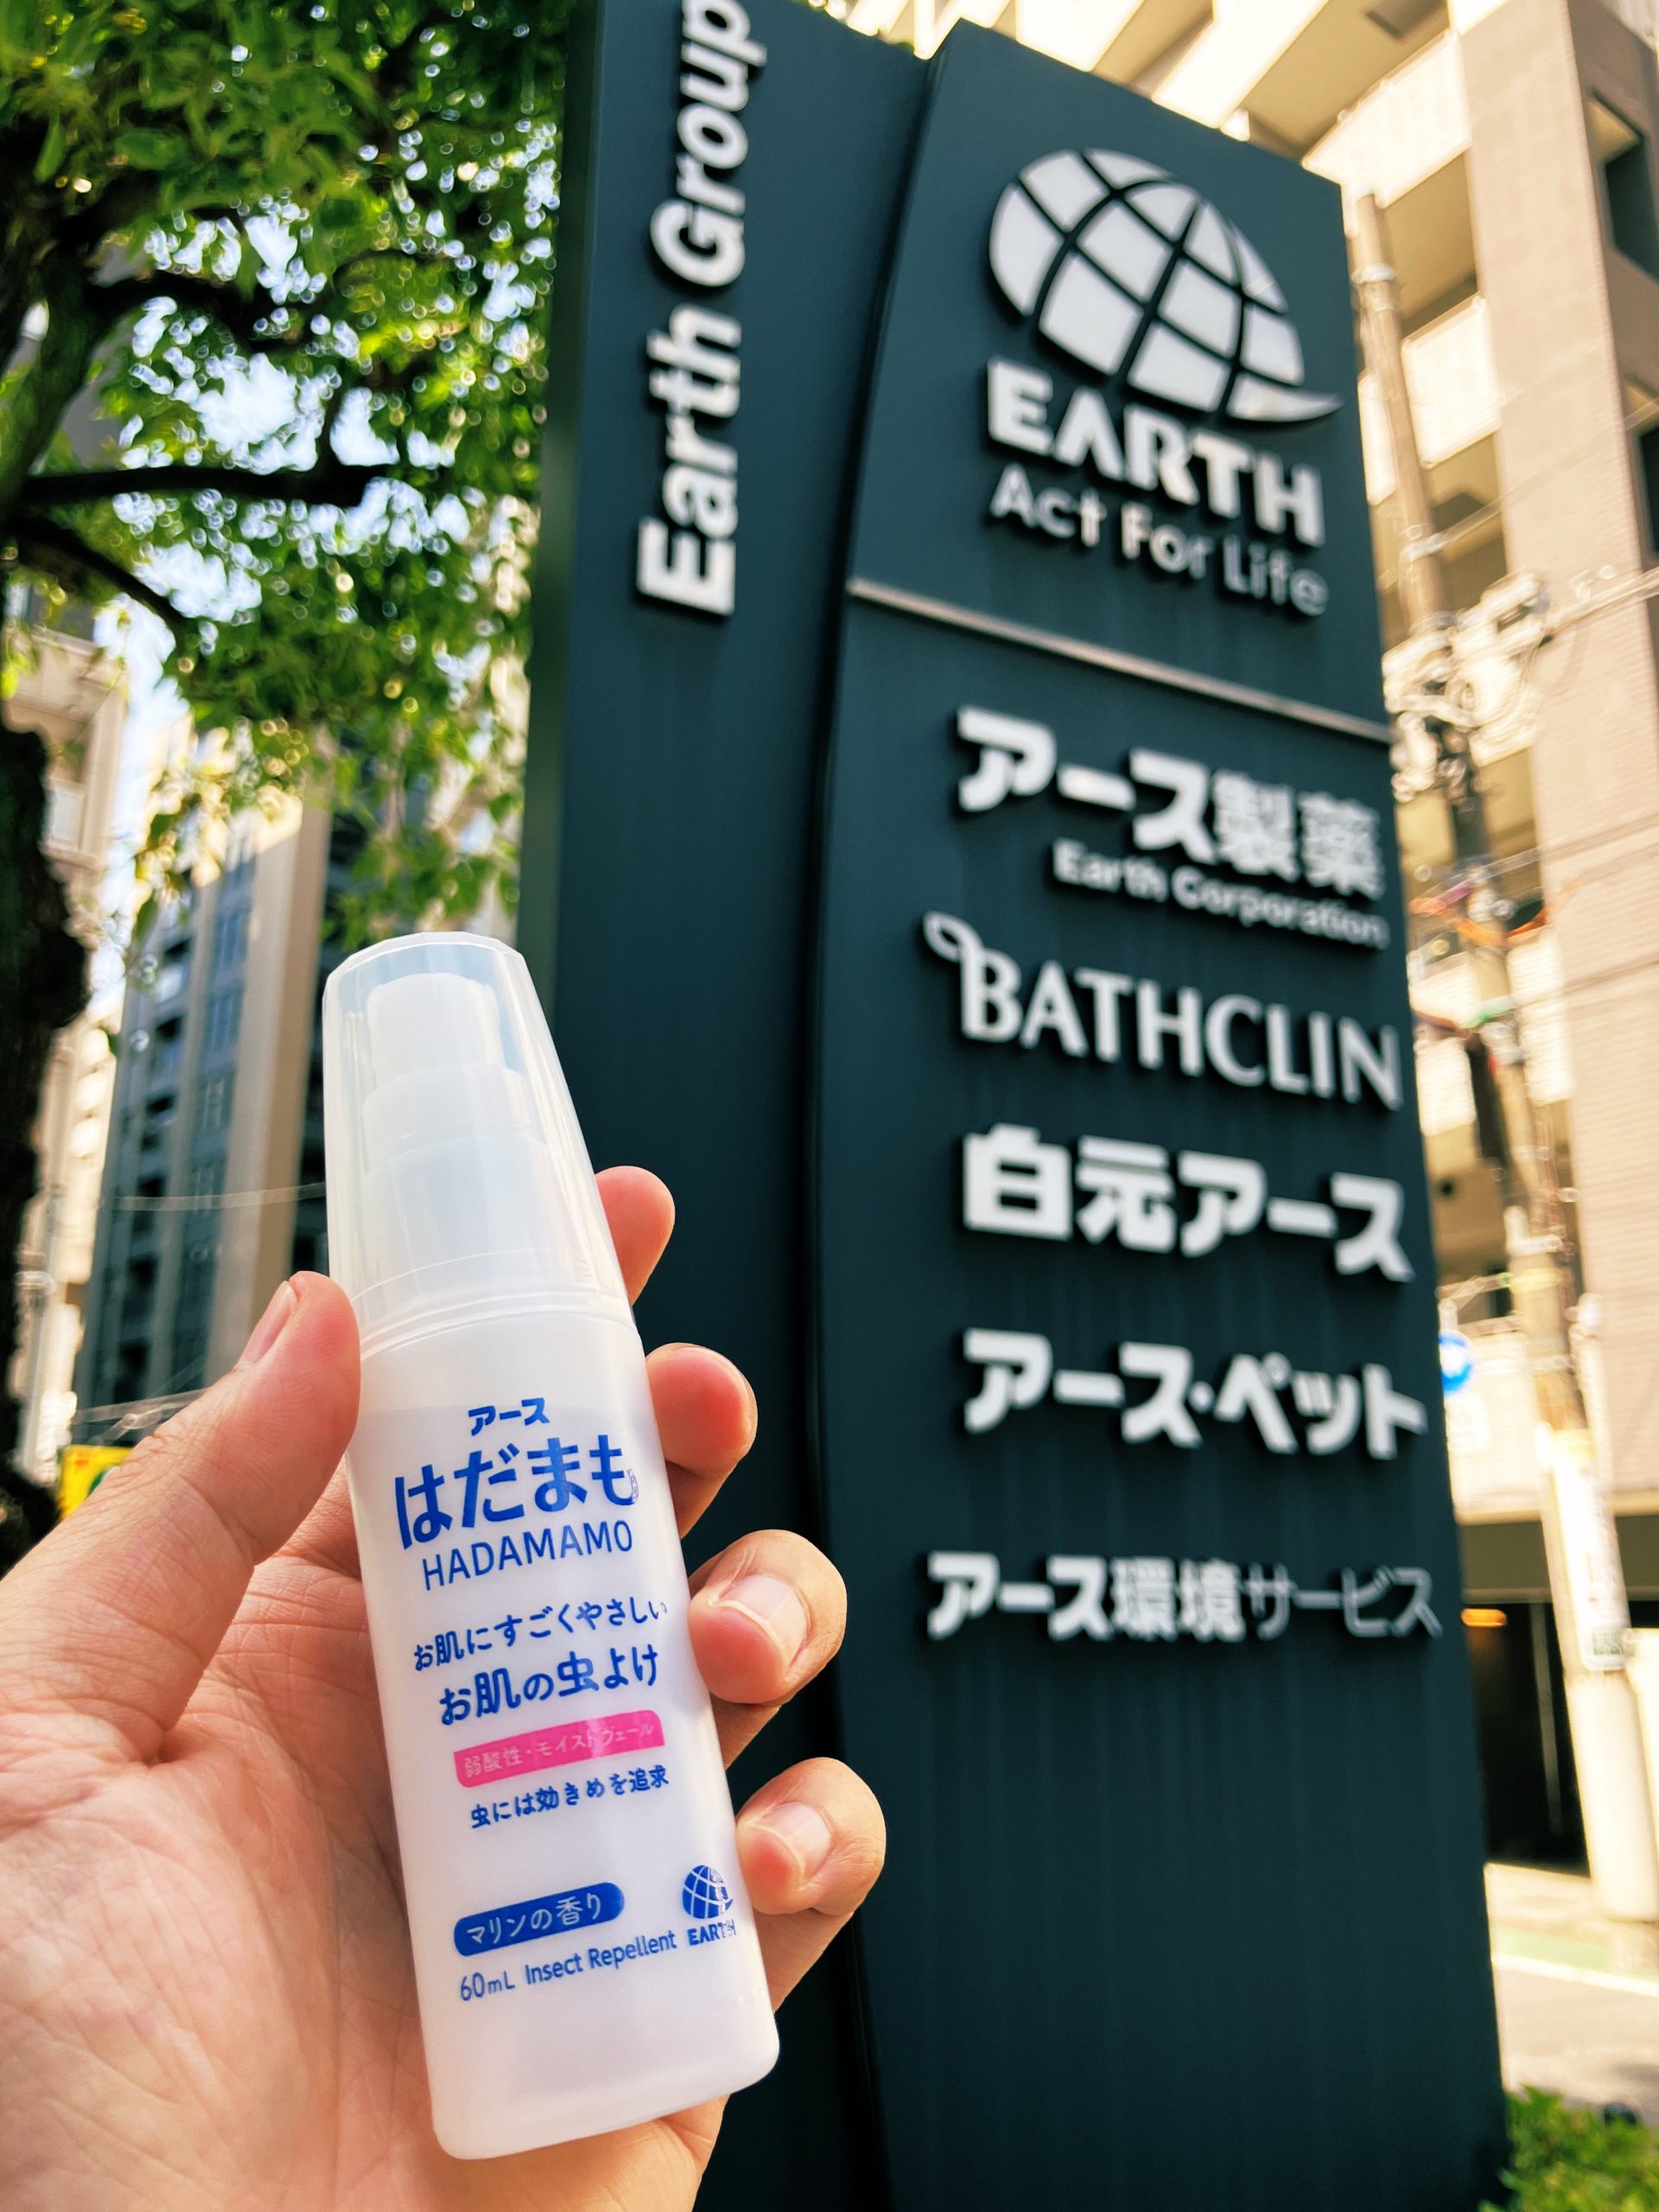 Earth Group
EARTH
Act For Life
アース製薬
Earth Corporation
BATHCLIN
白元アース
アース・ペット
アース環境サービス
アース
はだまも
HADAMAMO
お肌にすごくやさしい
お肌の虫よけ
弱酸性・モイストヴェール
虫には効きめを追求
マリンの香り
EARTH
60mL Insect Repellent